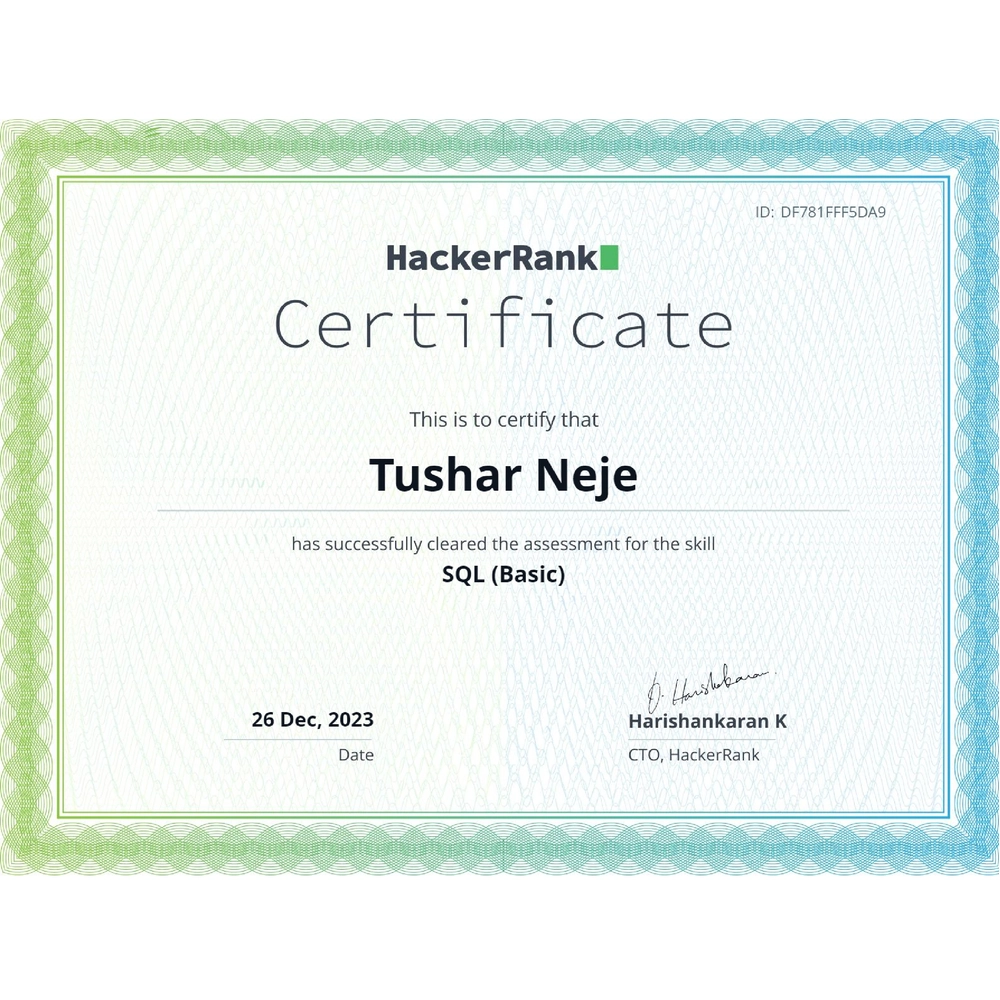 ID: DF781FFF5DA9
HackerRank
Certificate
This is to certify that
Tushar Neje
has successfully cleared the assessment for the skill
SQL (Basic)
26 Dec, 2023
Date
Harishankaran K
CTO, HackerRank